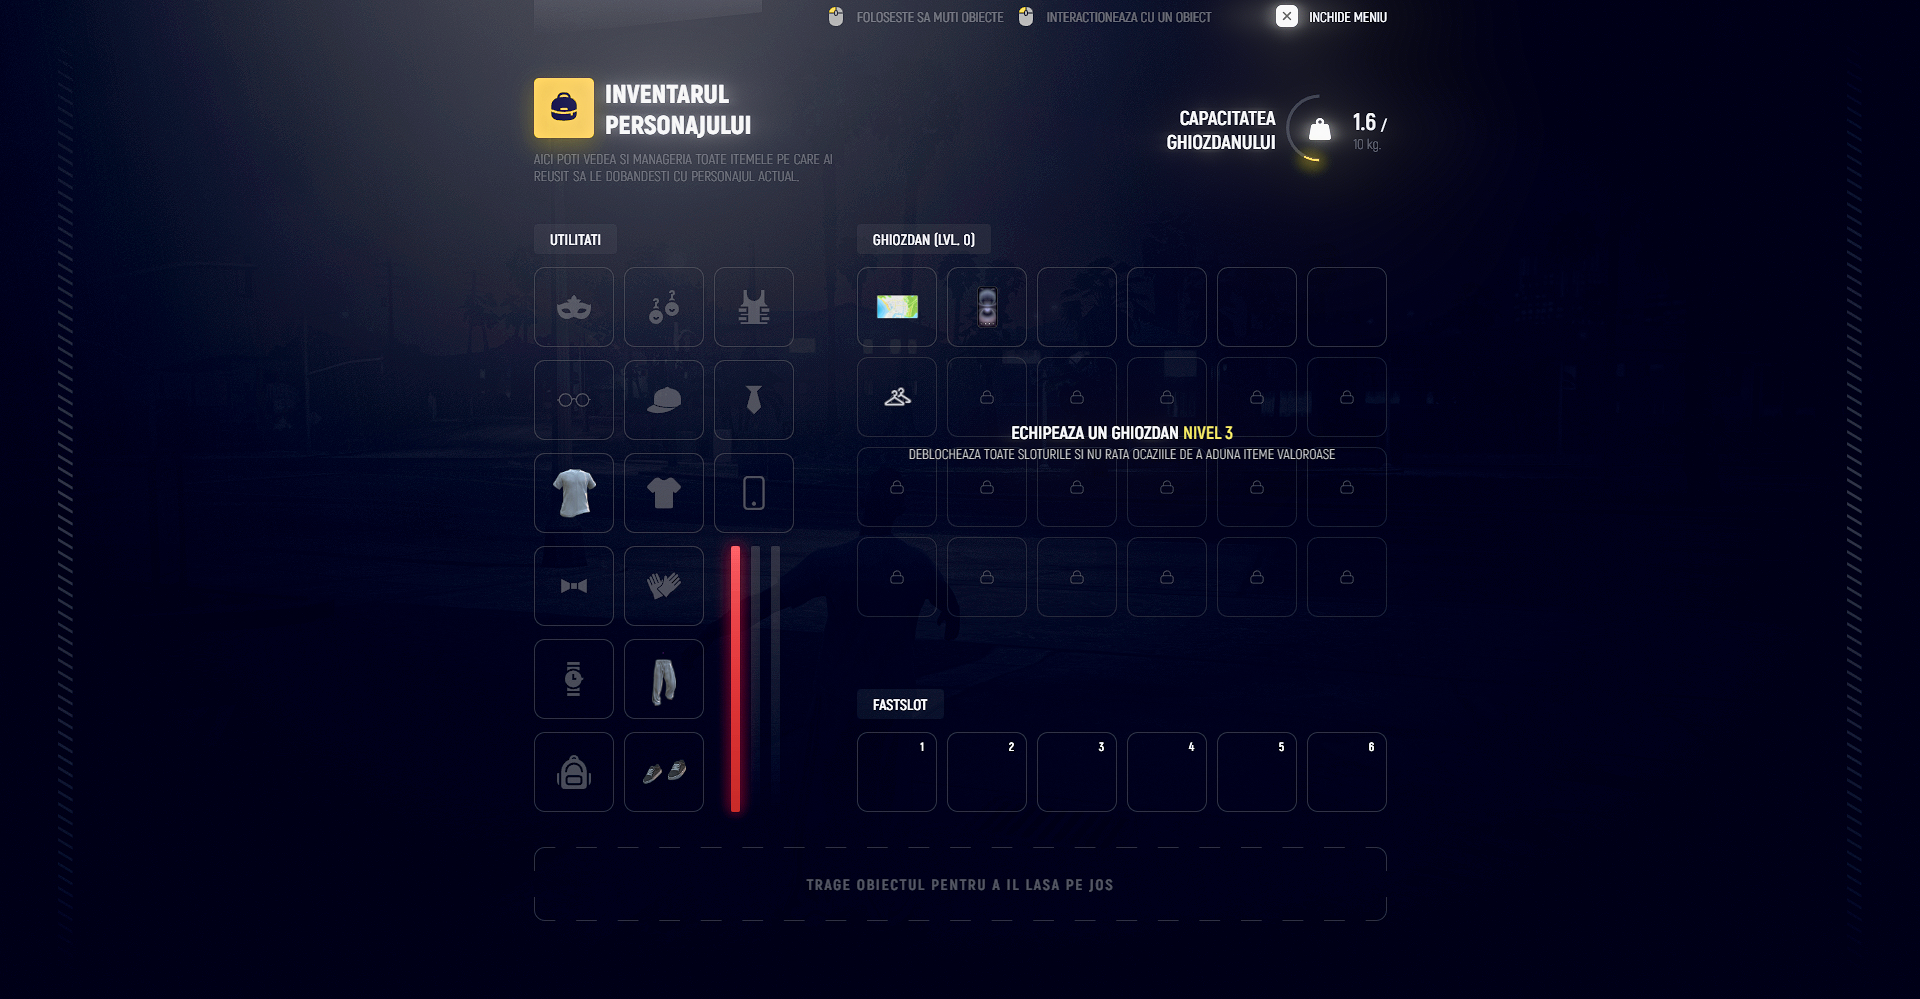 FOLOSESTE SA MUTI OBIECTE
INTERACTIONEAZA CU UN OBIECT
INCHIDE MENIU
INVENTARUL
PERSONAJULUI
AICI POTI VEDEA SI MANAGERIA TOATE ITEMELE PE CARE AI
REUSIT SA LE DOBANDESTI CU PERSONAJUL ACTUAL.
CAPACITATEA
GHIOZDANULUI
1.6 /
10 kg.
UTILITATI
GHIOZDAN (LVL. 0)
ECHIPEAZA UN GHIOZDAN NIVEL 3
DEBLOCHEAZA TOATE SLOTURILE SI NU RATA OCAZIILE DE A ADUNA ITEME VALOROASE
FASTSLOT
1
2
3
4
5
6
TRAGE OBIECTUL PENTRU A IL LASA PE JOS